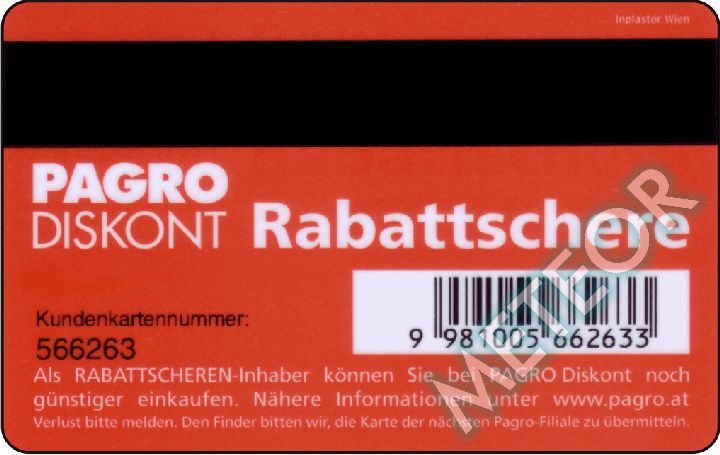 Inplastor Wien
PAGRO
DISKONT Rabattschere
Kundenkartennummer:
566263
9 981005 662633
Als RABATTSCHEREN-Inhaber können Sie bei PAGRO Diskont noch
günstiger einkaufen. Nähere Informationen unter www.pagro.at
Verlust bitte melden. Den Finder bitten wir, die Karte der nächsten Pagro-Filiale zu übermitteln.
METEOR